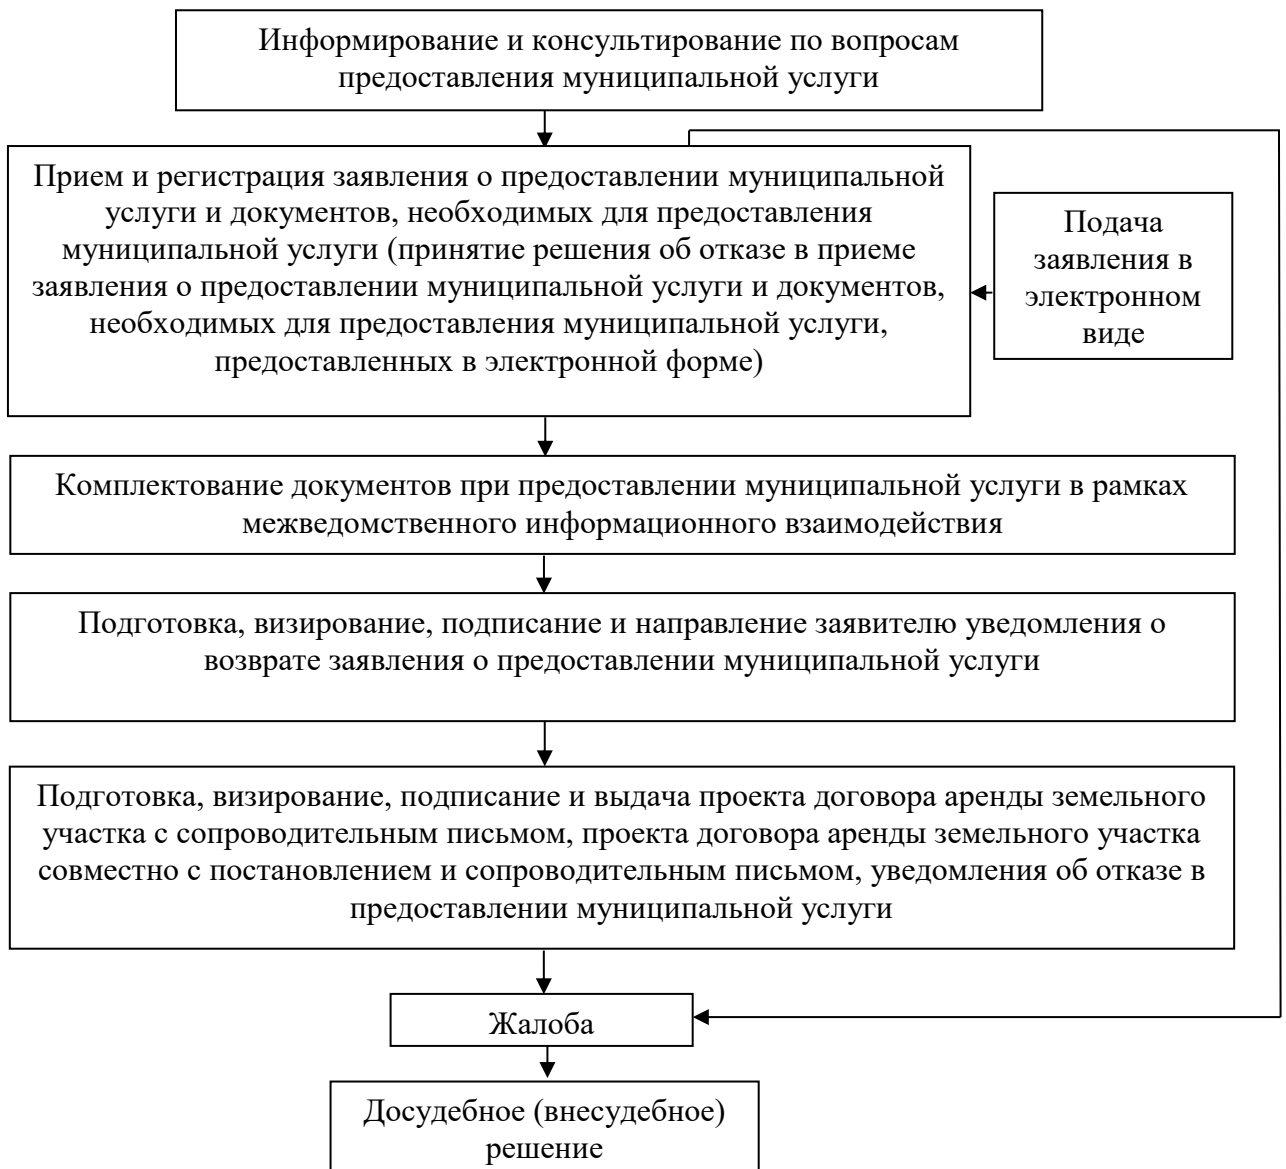 Информирование и консультирование по вопросам
предоставления муниципальной услуги
Прием и регистрация заявления о предоставлении муниципальной
услуги и документов, необходимых для предоставления
муниципальной услуги (принятие решения об отказе в приеме
заявления о предоставлении муниципальной услуги и документов,
необходимых для предоставления муниципальной услуги,
предоставленных в электронной форме)
Подача
заявления в
электронном
виде
Комплектование документов при предоставлении муниципальной услуги в рамках
межведомственного информационного взаимодействия
Подготовка, визирование, подписание и направление заявителю уведомления о
возврате заявления о предоставлении муниципальной услуги
Подготовка, визирование, подписание и выдача проекта договора аренды земельного
участка с сопроводительным письмом, проекта договора аренды земельного участка
совместно с постановлением и сопроводительным письмом, уведомления об отказе в
предоставлении муниципальной услуги
Жалоба
Досудебное (внесудебное)
решение